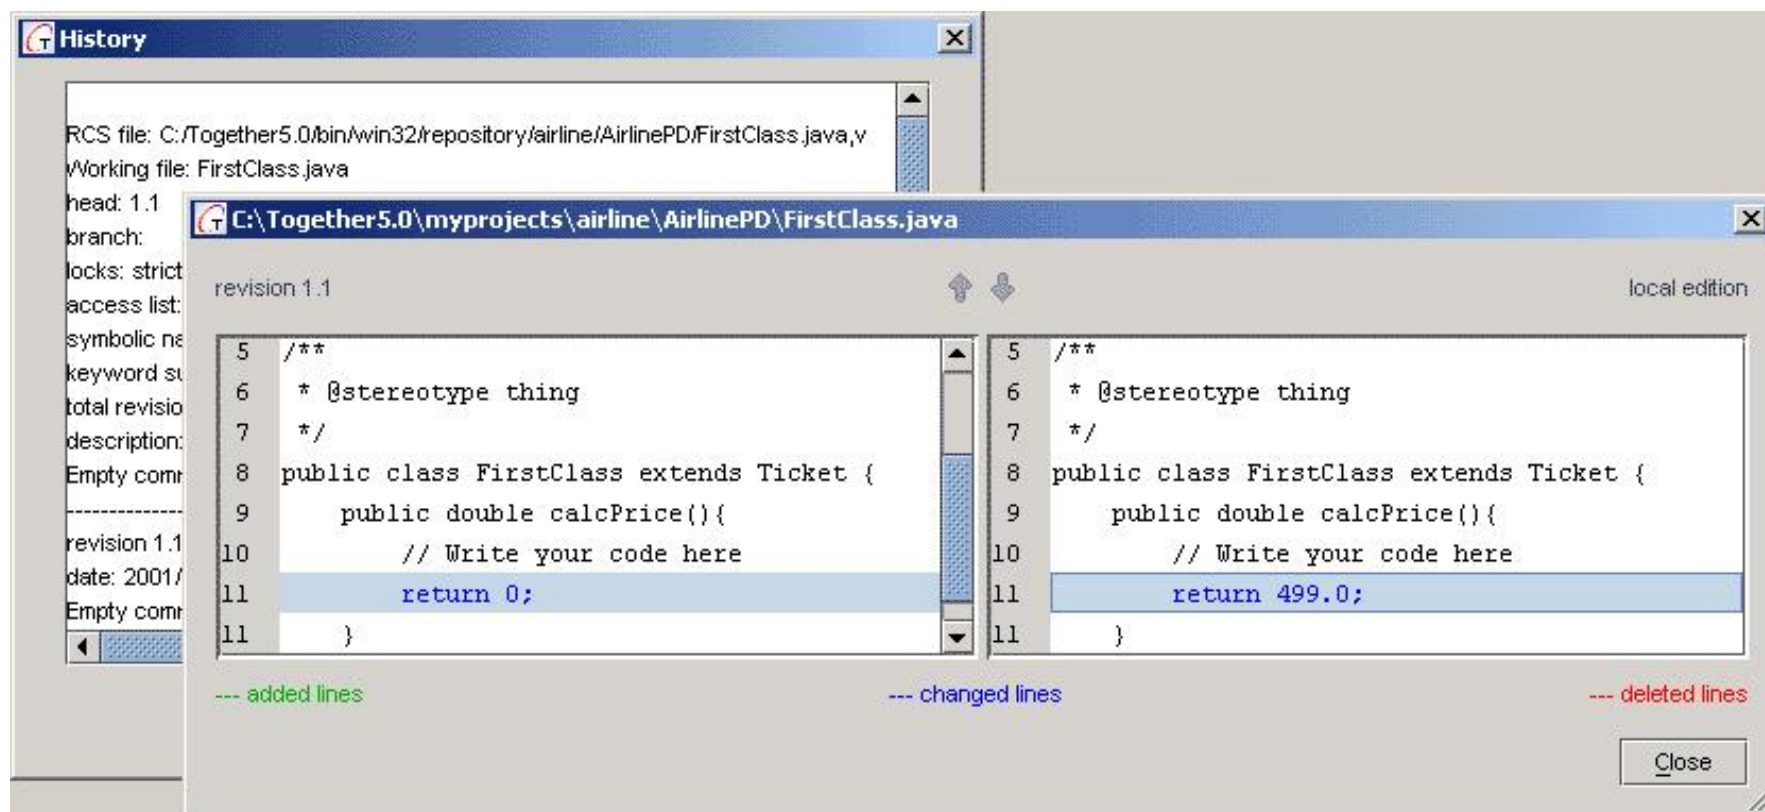 History
RCS file: C:/Together5.0/bin/win32/repository/airline/AirlinePD/FirstClass.java,v
Working file: FirstClass.java
head: 1.1
branch:
locks: strict
access list:
symbolic na
keyword su
total revisio
description:
Empty comm
----------------
revision 1.1
date: 2001/
Empty comm
C:\Together5.0\myprojects\airline\AirlinePD\FirstClass.java
revision 1.1
local edition
5 /**
6 * @stereotype thing
7 */
8 public class FirstClass extends Ticket {
9 public double calcPrice(){
10 // Write your code here
11 return 0;
11 }
5 /**
6 * @stereotype thing
7 */
8 public class FirstClass extends Ticket {
9 public double calcPrice(){
10 // Write your code here
11 return 499.0;
11 }
--- added lines
--- changed lines
--- deleted lines
Close